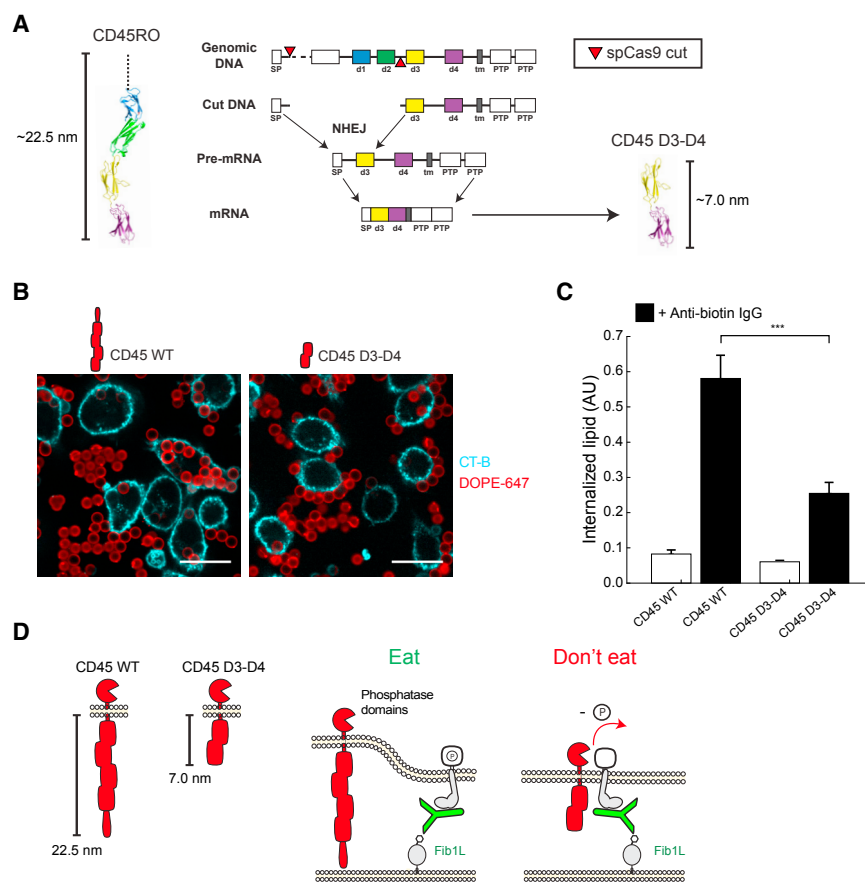 A
CD45RO
~22.5 nm
Genomic
DNA
SP
d1
d2
d3
d4
tm
PTP
PTP
spCas9 cut
Cut DNA
SP
d3
d4
tm
PTP
PTP
NHEJ
Pre-mRNA
SP
d3
d4
tm
PTP
PTP
mRNA
SP
d3
d4
PTP
PTP
CD45 D3-D4
~7.0 nm
B
CD45 WT
CD45 D3-D4
CT-B
DOPE-647
C
+ Anti-biotin IgG
***
Internalized lipid (AU)
0.7
0.6
0.5
0.4
0.3
0.2
0.1
0.0
CD45 WT
CD45 WT
CD45 D3-D4
CD45 D3-D4
D
CD45 WT
CD45 D3-D4
7.0 nm
22.5 nm
Eat
Phosphatase
domains
P
Fib1L
Don't eat
- P
Fib1L